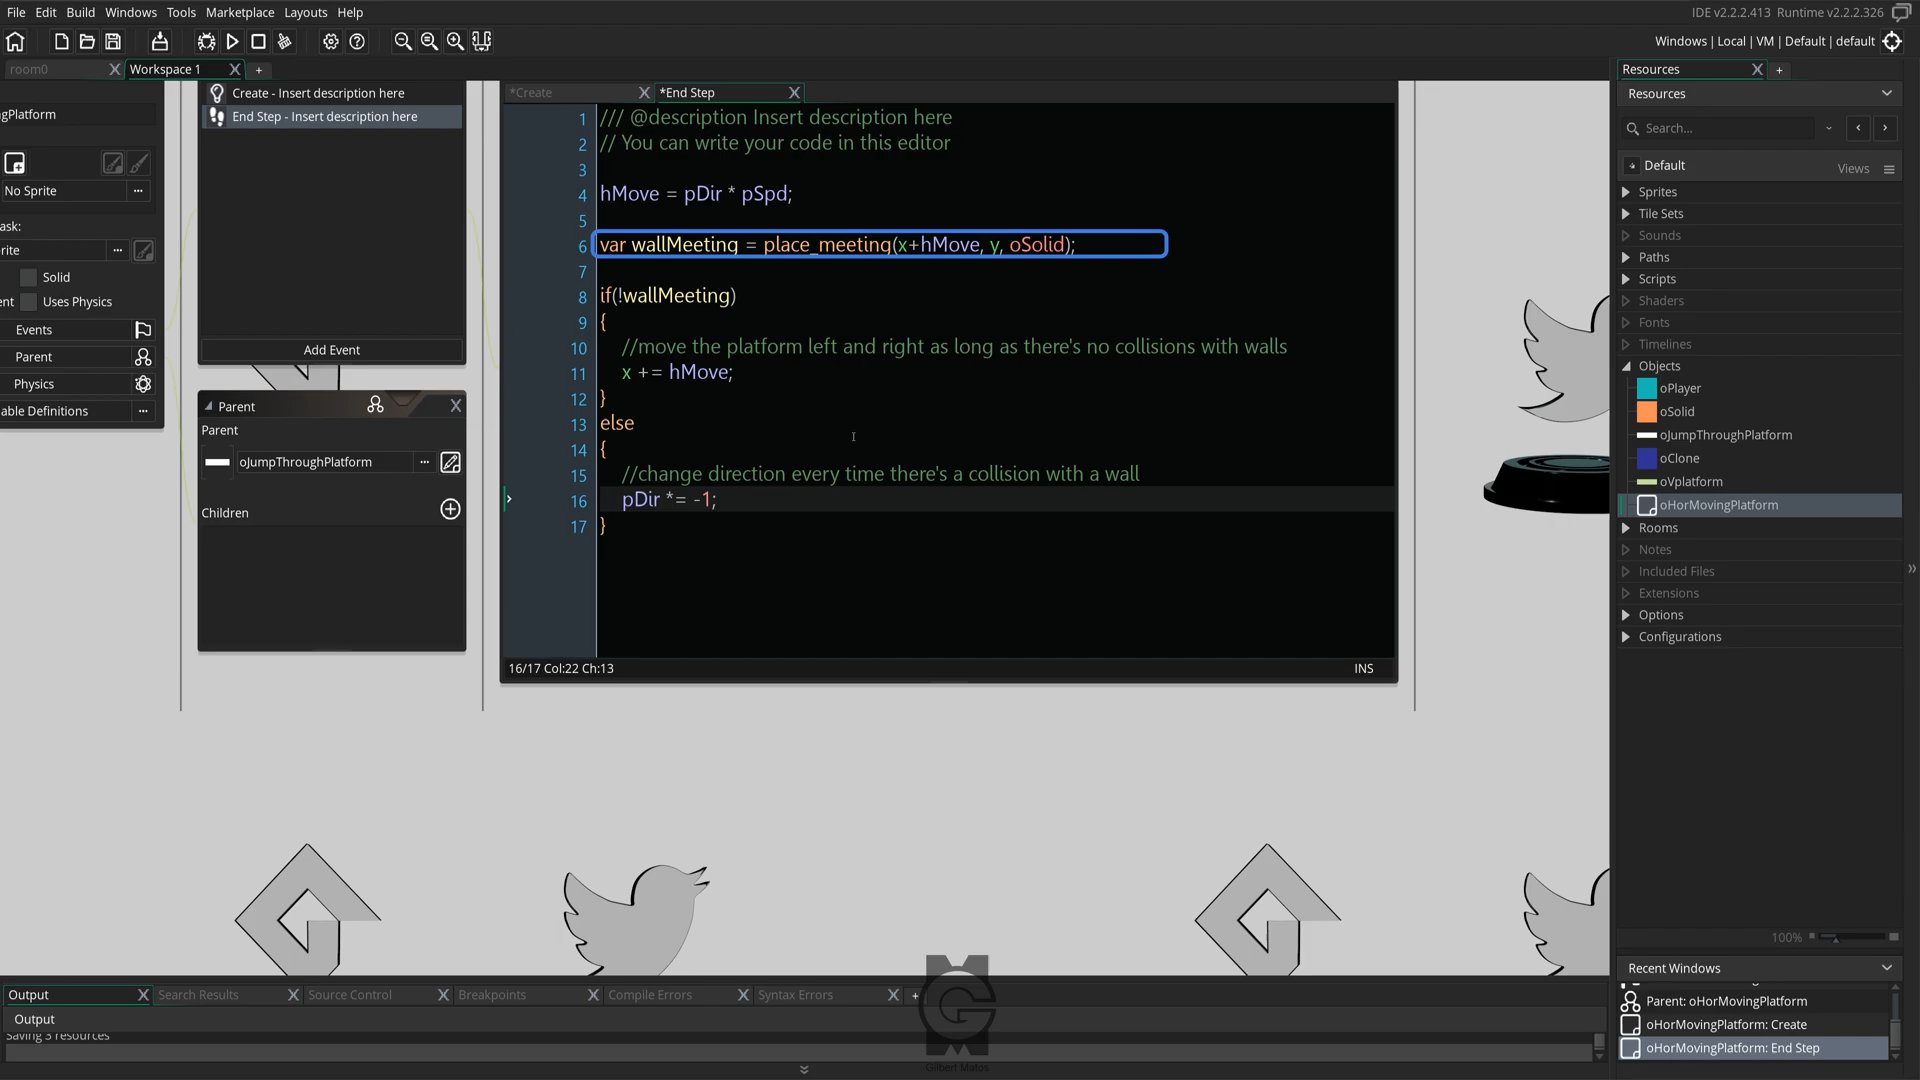 File Edit Build Windows Tools Marketplace Layouts Help
IDE v2.2.2.413 Runtime v2.2.2.326
Windows | Local | VM | Default | default
room0
Workspace 1
gPlatform
No Sprite
ask:
rite
Solid
ent
Uses Physics
Events
Parent
Physics
able Definitions
Create - Insert description here
End Step - Insert description here
Add Event
Parent
Parent
oJumpThroughPlatform
Children
*Create
*End Step
1 /// @description Insert description here
2 // You can write your code in this editor
3
4 hMove = pDir * pSpd;
5
6 var wallMeeting = place_meeting(x+hMove, y, oSolid);
7
8 if(!wallMeeting)
9 {
10 //move the platform left and right as long as there's no collisions with walls
11 x += hMove;
12 }
13 else
14 {
15 //change direction every time there's a collision with a wall
16 pDir *= -1;
17 }
16/17 Col:22 Ch:13
INS
Resources
Resources
Search...
Default
Views
Sprites
Tile Sets
Sounds
Paths
Scripts
Shaders
Fonts
Timelines
Objects
oPlayer
oSolid
oJumpThroughPlatform
oClone
oVplatform
oHorMovingPlatform
Rooms
Notes
Included Files
Extensions
Options
Configurations
100%
Recent Windows
Parent: oHorMovingPlatform
oHorMovingPlatform: Create
oHorMovingPlatform: End Step
Output
Search Results
Source Control
Breakpoints
Compile Errors
Syntax Errors
Output
Saving 3 resources
Gilbert Matos